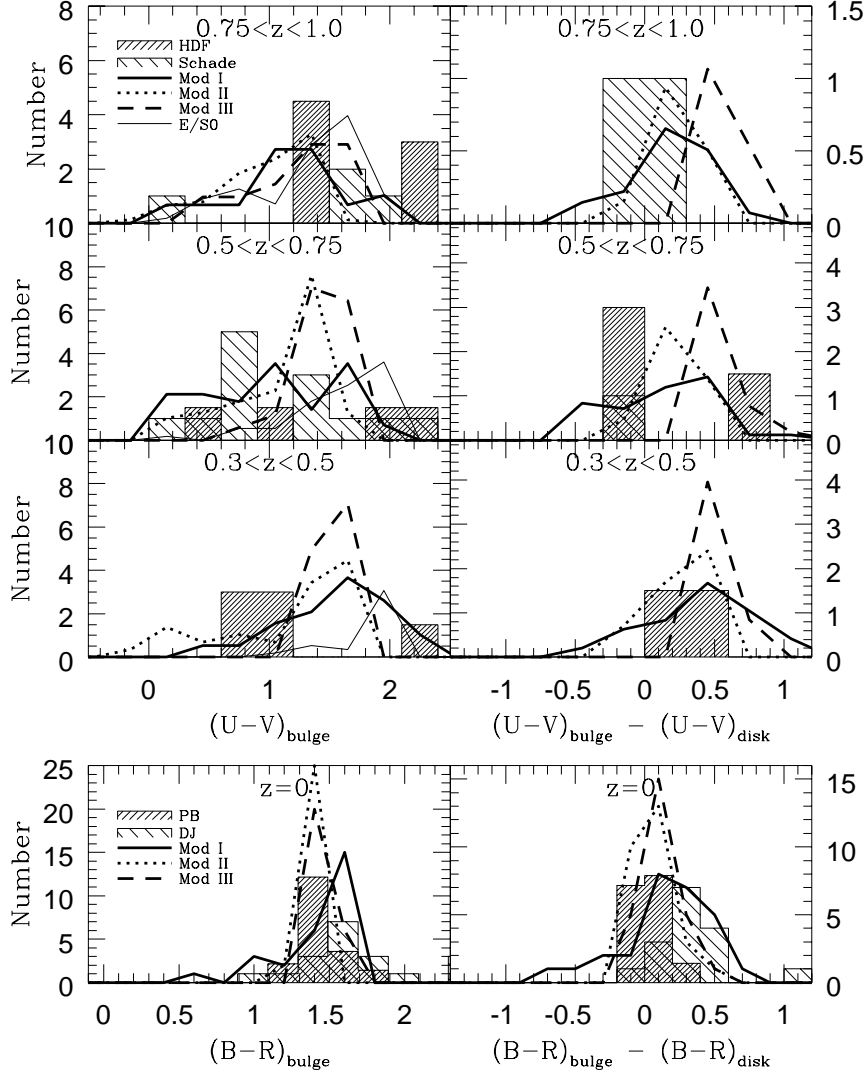 8 0.75<z<1.0 0.75<z<1.0 1.5
HDF
Schade
6 Mod I
Mod II 1
Mod III
4 E/S0
Number
0.5
2
10 0
0.5<z<0.75 0.5<z<0.75
8 4
6 3
Number
4 2
2 1
10 0
0.3<z<0.5 0.3<z<0.5
8 4
6 3
Number
4 2
2 1
0 0
0 1 2 -1 -0.5 0 0.5 1
(U-V)bulge (U-V)bulge - (U-V)disk
25 z=0 z=0 15
20 PB
DJ
Mod I
15 Mod II 10
Mod III
Number
10
5 5
0 0
0 0.5 1 1.5 2 -1 -0.5 0 0.5 1
(B-R)bulge (B-R)bulge - (B-R)disk